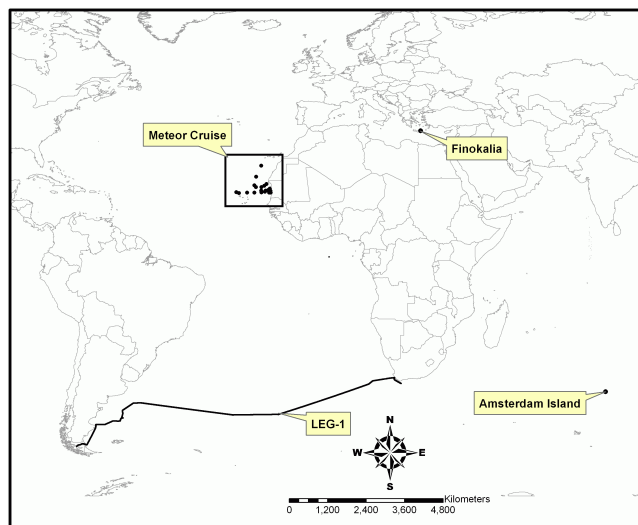 Meteor Cruise
Finokalia
Amsterdam Island
LEG-1
N
W E
S
Kilometers
0 1,200 2,400 3,600 4,800